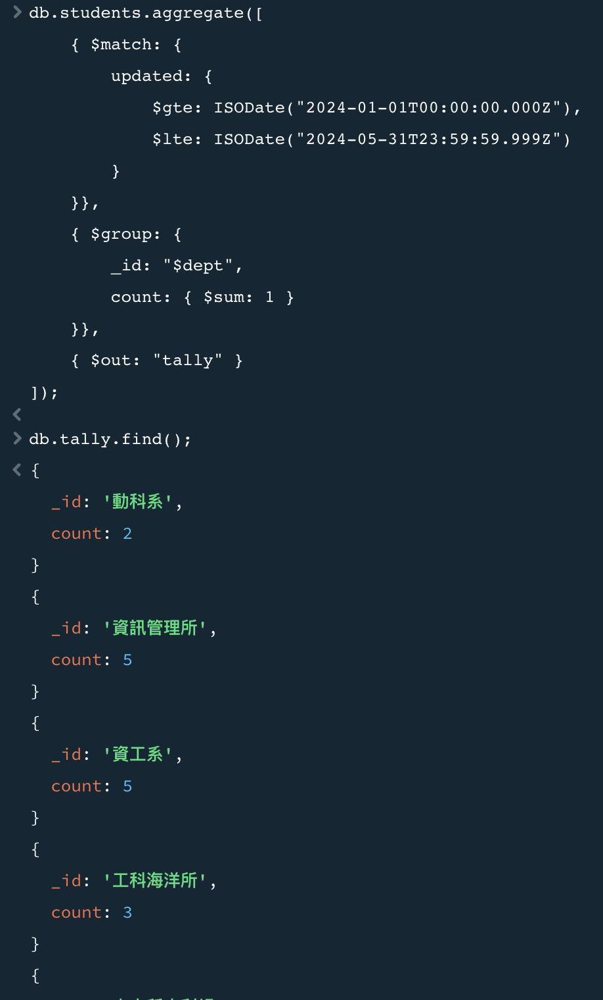 db.students.aggregate([
{ $match: {
updated: {
$gte: ISODate("2024-01-01T00:00:00.000Z"),
$lte: ISODate("2024-05-31T23:59:59.999Z")
}
}},
{ $group: {
_id: "$dept",
count: { $sum: 1 }
}},
{ $out: "tally" }
]);
db.tally.find();
{
_id: '動科系',
count: 2
}
{
_id: '資訊管理所',
count: 5
}
{
_id: '資工系',
count: 5
}
{
_id: '工科海洋所',
count: 3
}
{